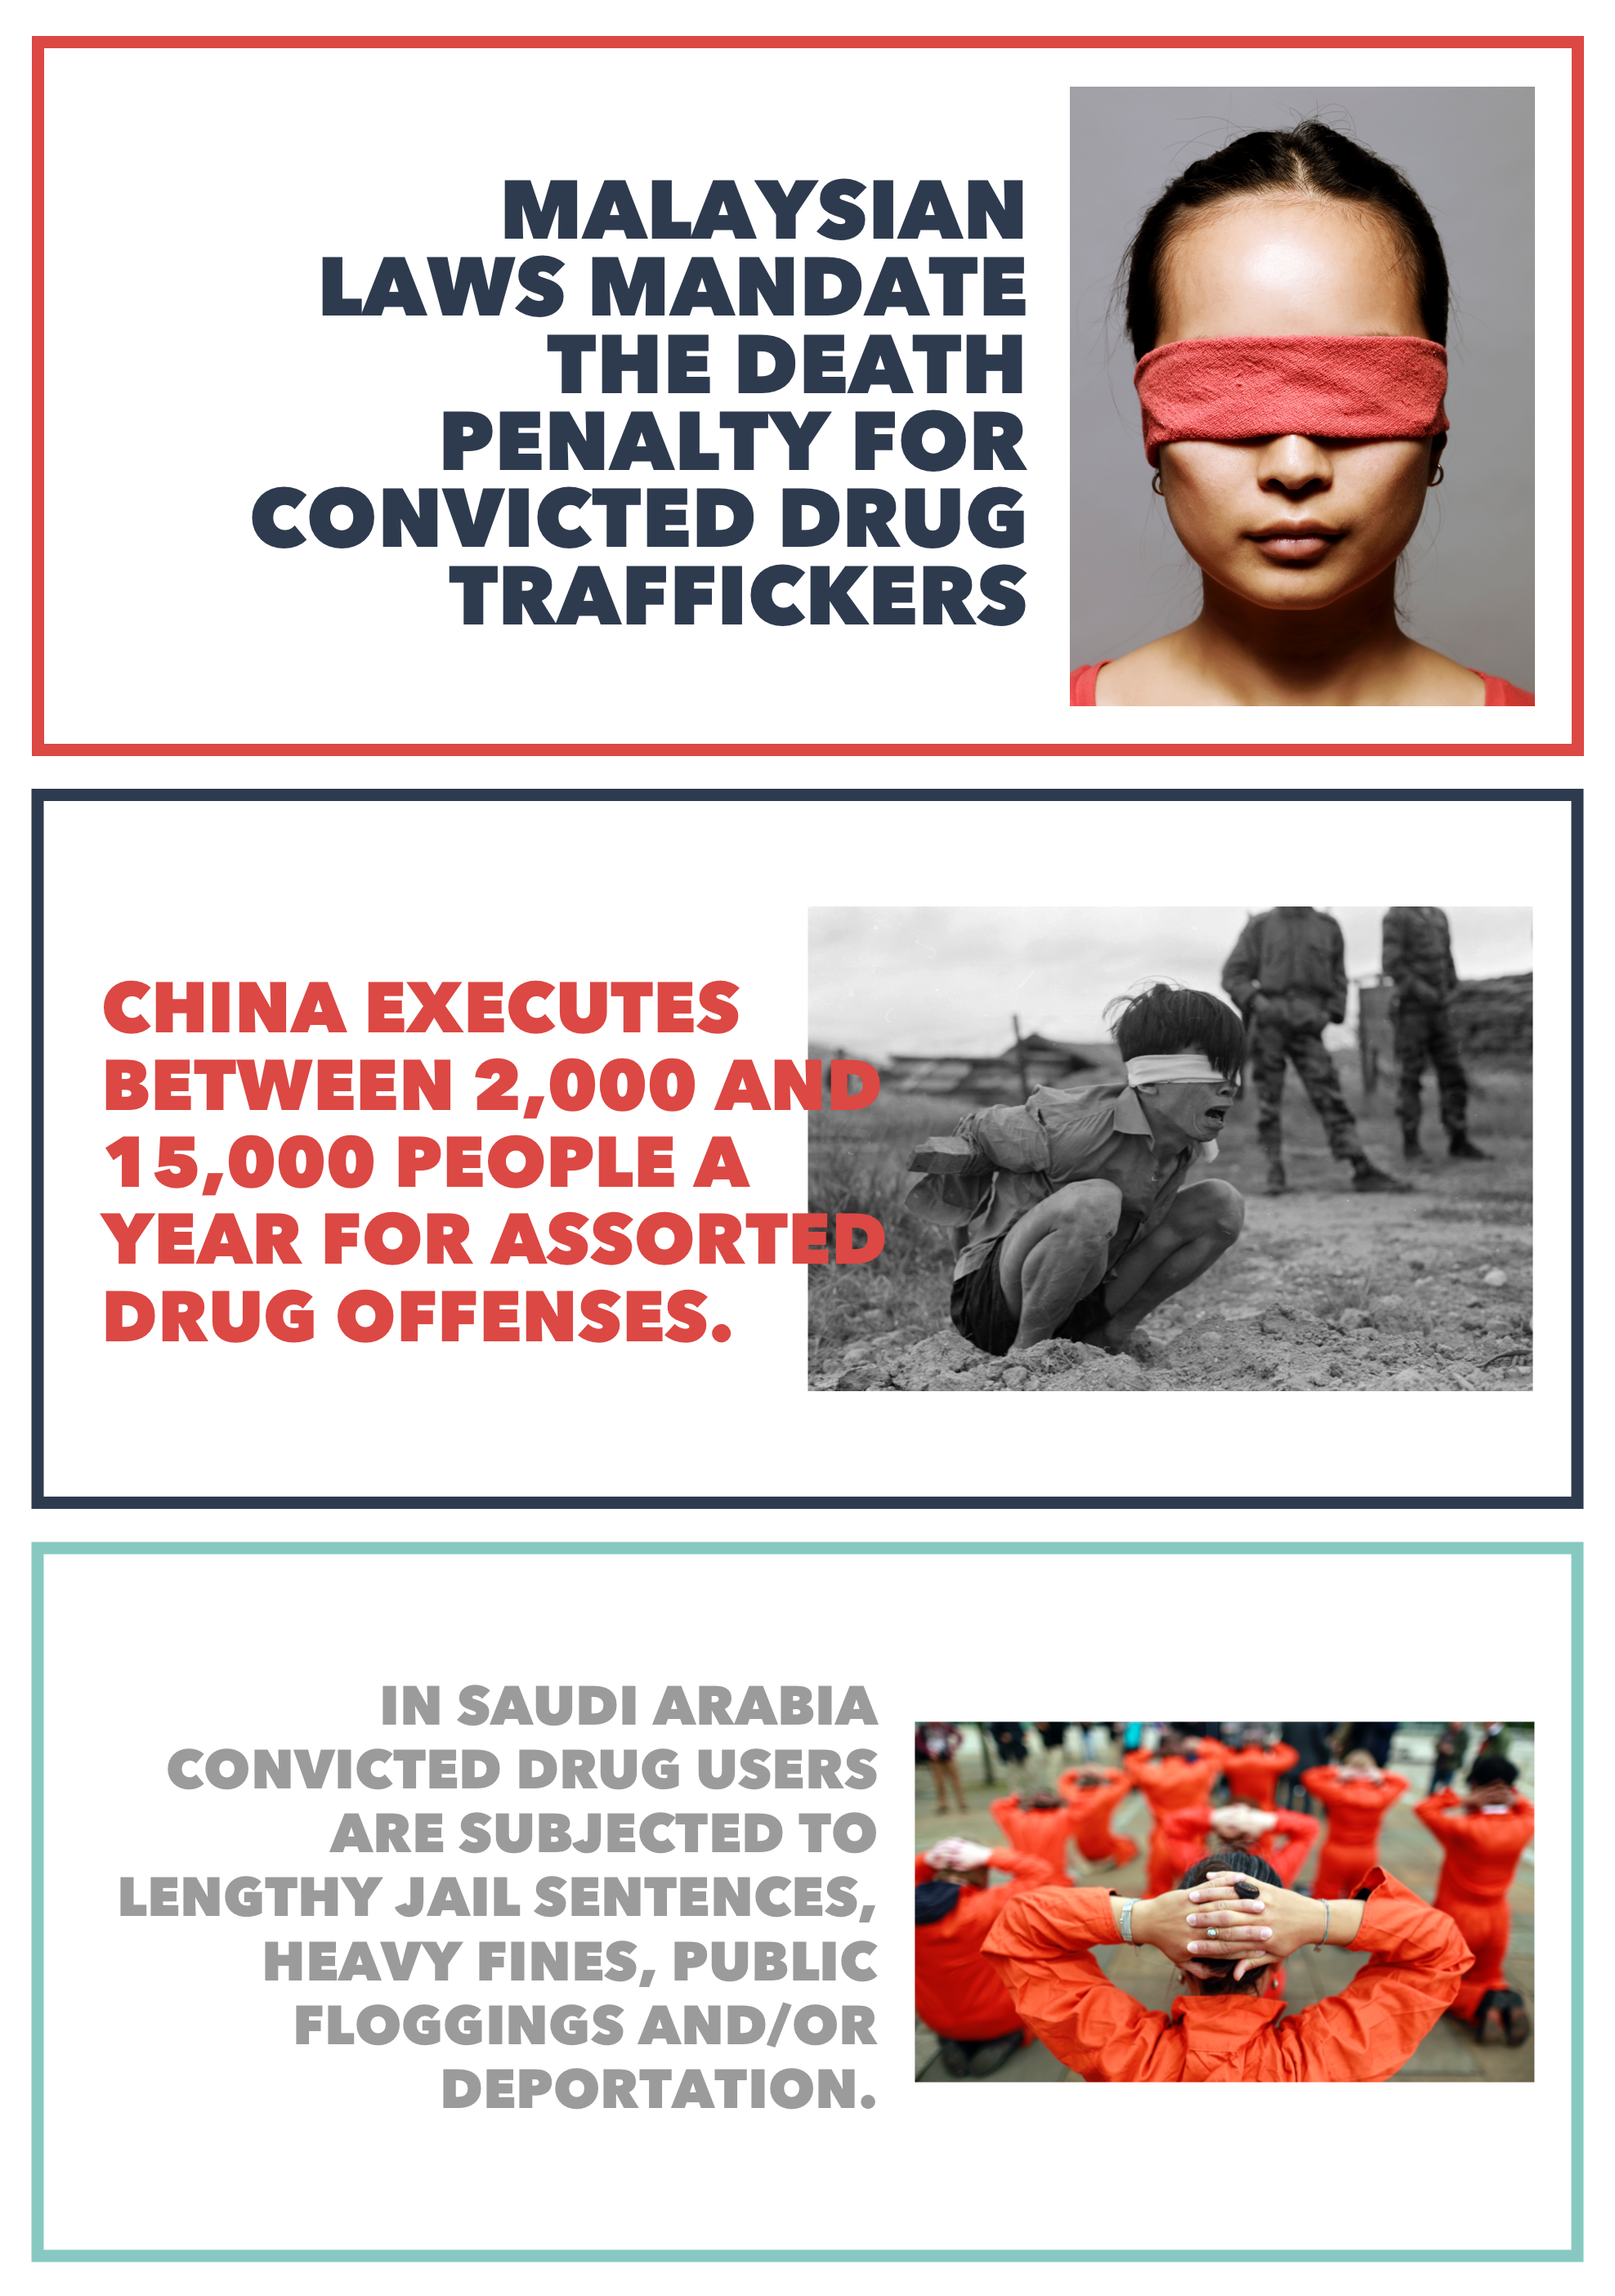 MALAYSIAN
LAWS MANDATE
THE DEATH
PENALTY FOR
CONVICTED DRUG
TRAFFICKERS
CHINA EXECUTES
BETWEEN 2,000 AND
15,000 PEOPLE A
YEAR FOR ASSORTED
DRUG OFFENSES.
IN SAUDI ARABIA
CONVICTED DRUG USERS
ARE SUBJECTED TO
LENGTHY JAIL SENTENCES,
HEAVY FINES, PUBLIC
FLOGGINGS AND/OR
DEPORTATION.